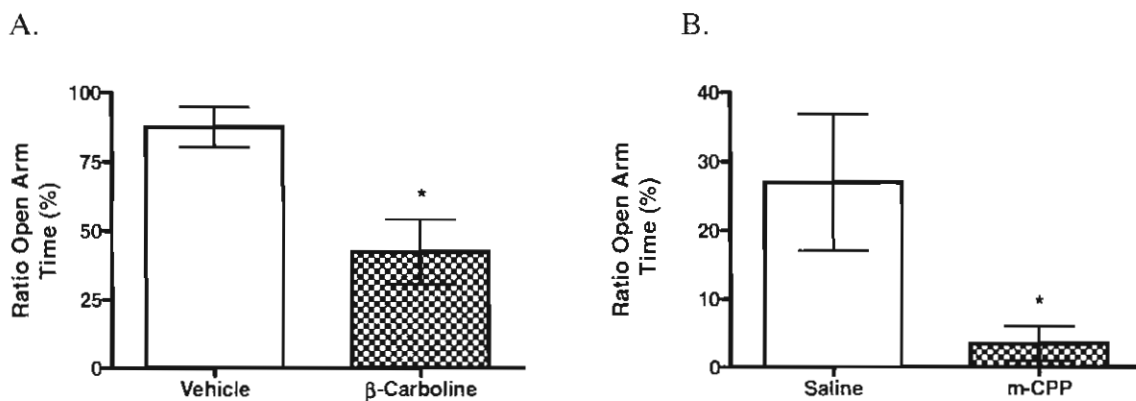 A.
Ratio Open Arm
Time (%)
100
75
50
25
0
*
Vehicle
β-Carboline
B.
Ratio Open Arm
Time (%)
40
30
20
10
0
*
Saline
m-CPP